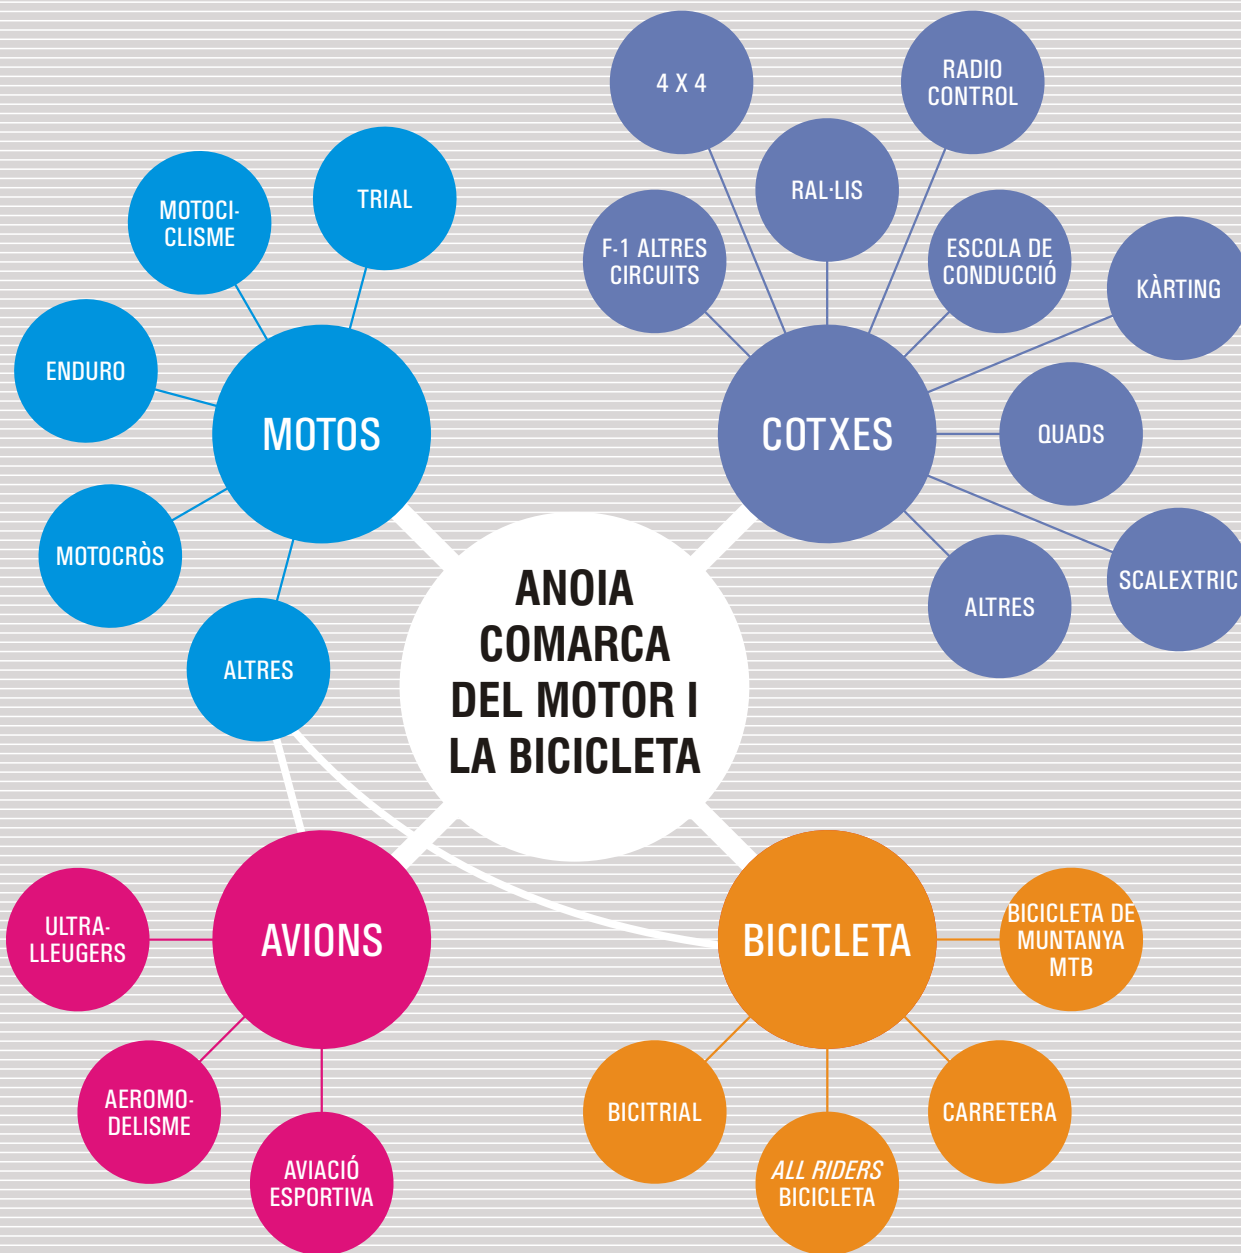 4 X 4
RADIO
CONTROL
TRIAL
RAL·LIS
MOTOCI-
CLISME
F-1 ALTRES
CIRCUITS
ESCOLA DE
CONDUCCIÓ
KÀRTING
ENDURO
MOTOS
COTXES
QUADS
MOTOCRÒS
SCALEXTRIC
ALTRES
ALTRES
ANOIA
COMARCA
DEL MOTOR I
LA BICICLETA
ULTRA-
LLEUGERS
AVIONS
BICICLETA
BICICLETA DE
MUNTANYA
MTB
AEROMO-
DELISME
BICITRIAL
CARRETERA
AVIACIÓ
ESPORTIVA
ALL RIDERS
BICICLETA